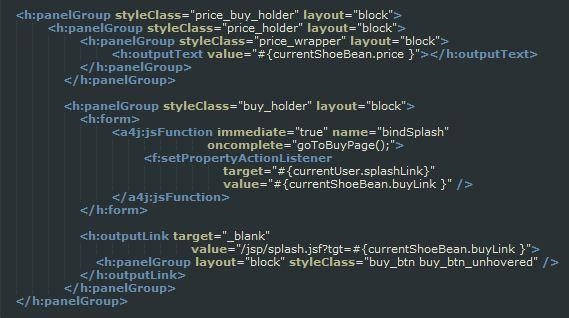 <h:panelGroup styleClass="price_buy_holder" layout="block">
<h:panelGroup styleClass="price_holder" layout="block">
<h:panelGroup styleClass="price_wrapper" layout="block">
<h:outputText value="#{currentShoeBean.price }"></h:outputText>
</h:panelGroup>
</h:panelGroup>
<h:panelGroup styleClass="buy_holder" layout="block">
<h:form>
<a4j:jsFunction immediate="true" name="bindSplash"
oncomplete="goToBuyPage();">
<f:setPropertyActionListener
target="#{currentUser.splashLink}"
value="#{currentShoeBean.buyLink }" />
</a4j:jsFunction>
</h:form>
<h:outputLink target="_blank"
value="/jsp/splash.jsf?tgt=#{currentShoeBean.buyLink }">
<h:panelGroup layout="block" styleClass="buy_btn buy_btn_unhovered" />
</h:outputLink>
</h:panelGroup>
</h:panelGroup>